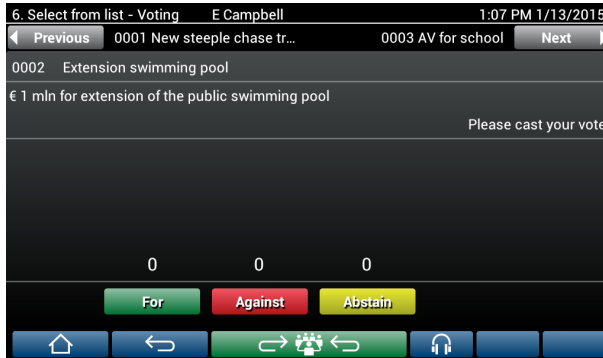 6. Select from list - Voting E Campbell 1:07 PM 1/13/2015
Previous 0001 New steeple chase tr... 0003 AV for school Next
0002 Extension swimming pool
€ 1 mln for extension of the public swimming pool
Please cast your vote
0 0 0
For Against Abstain